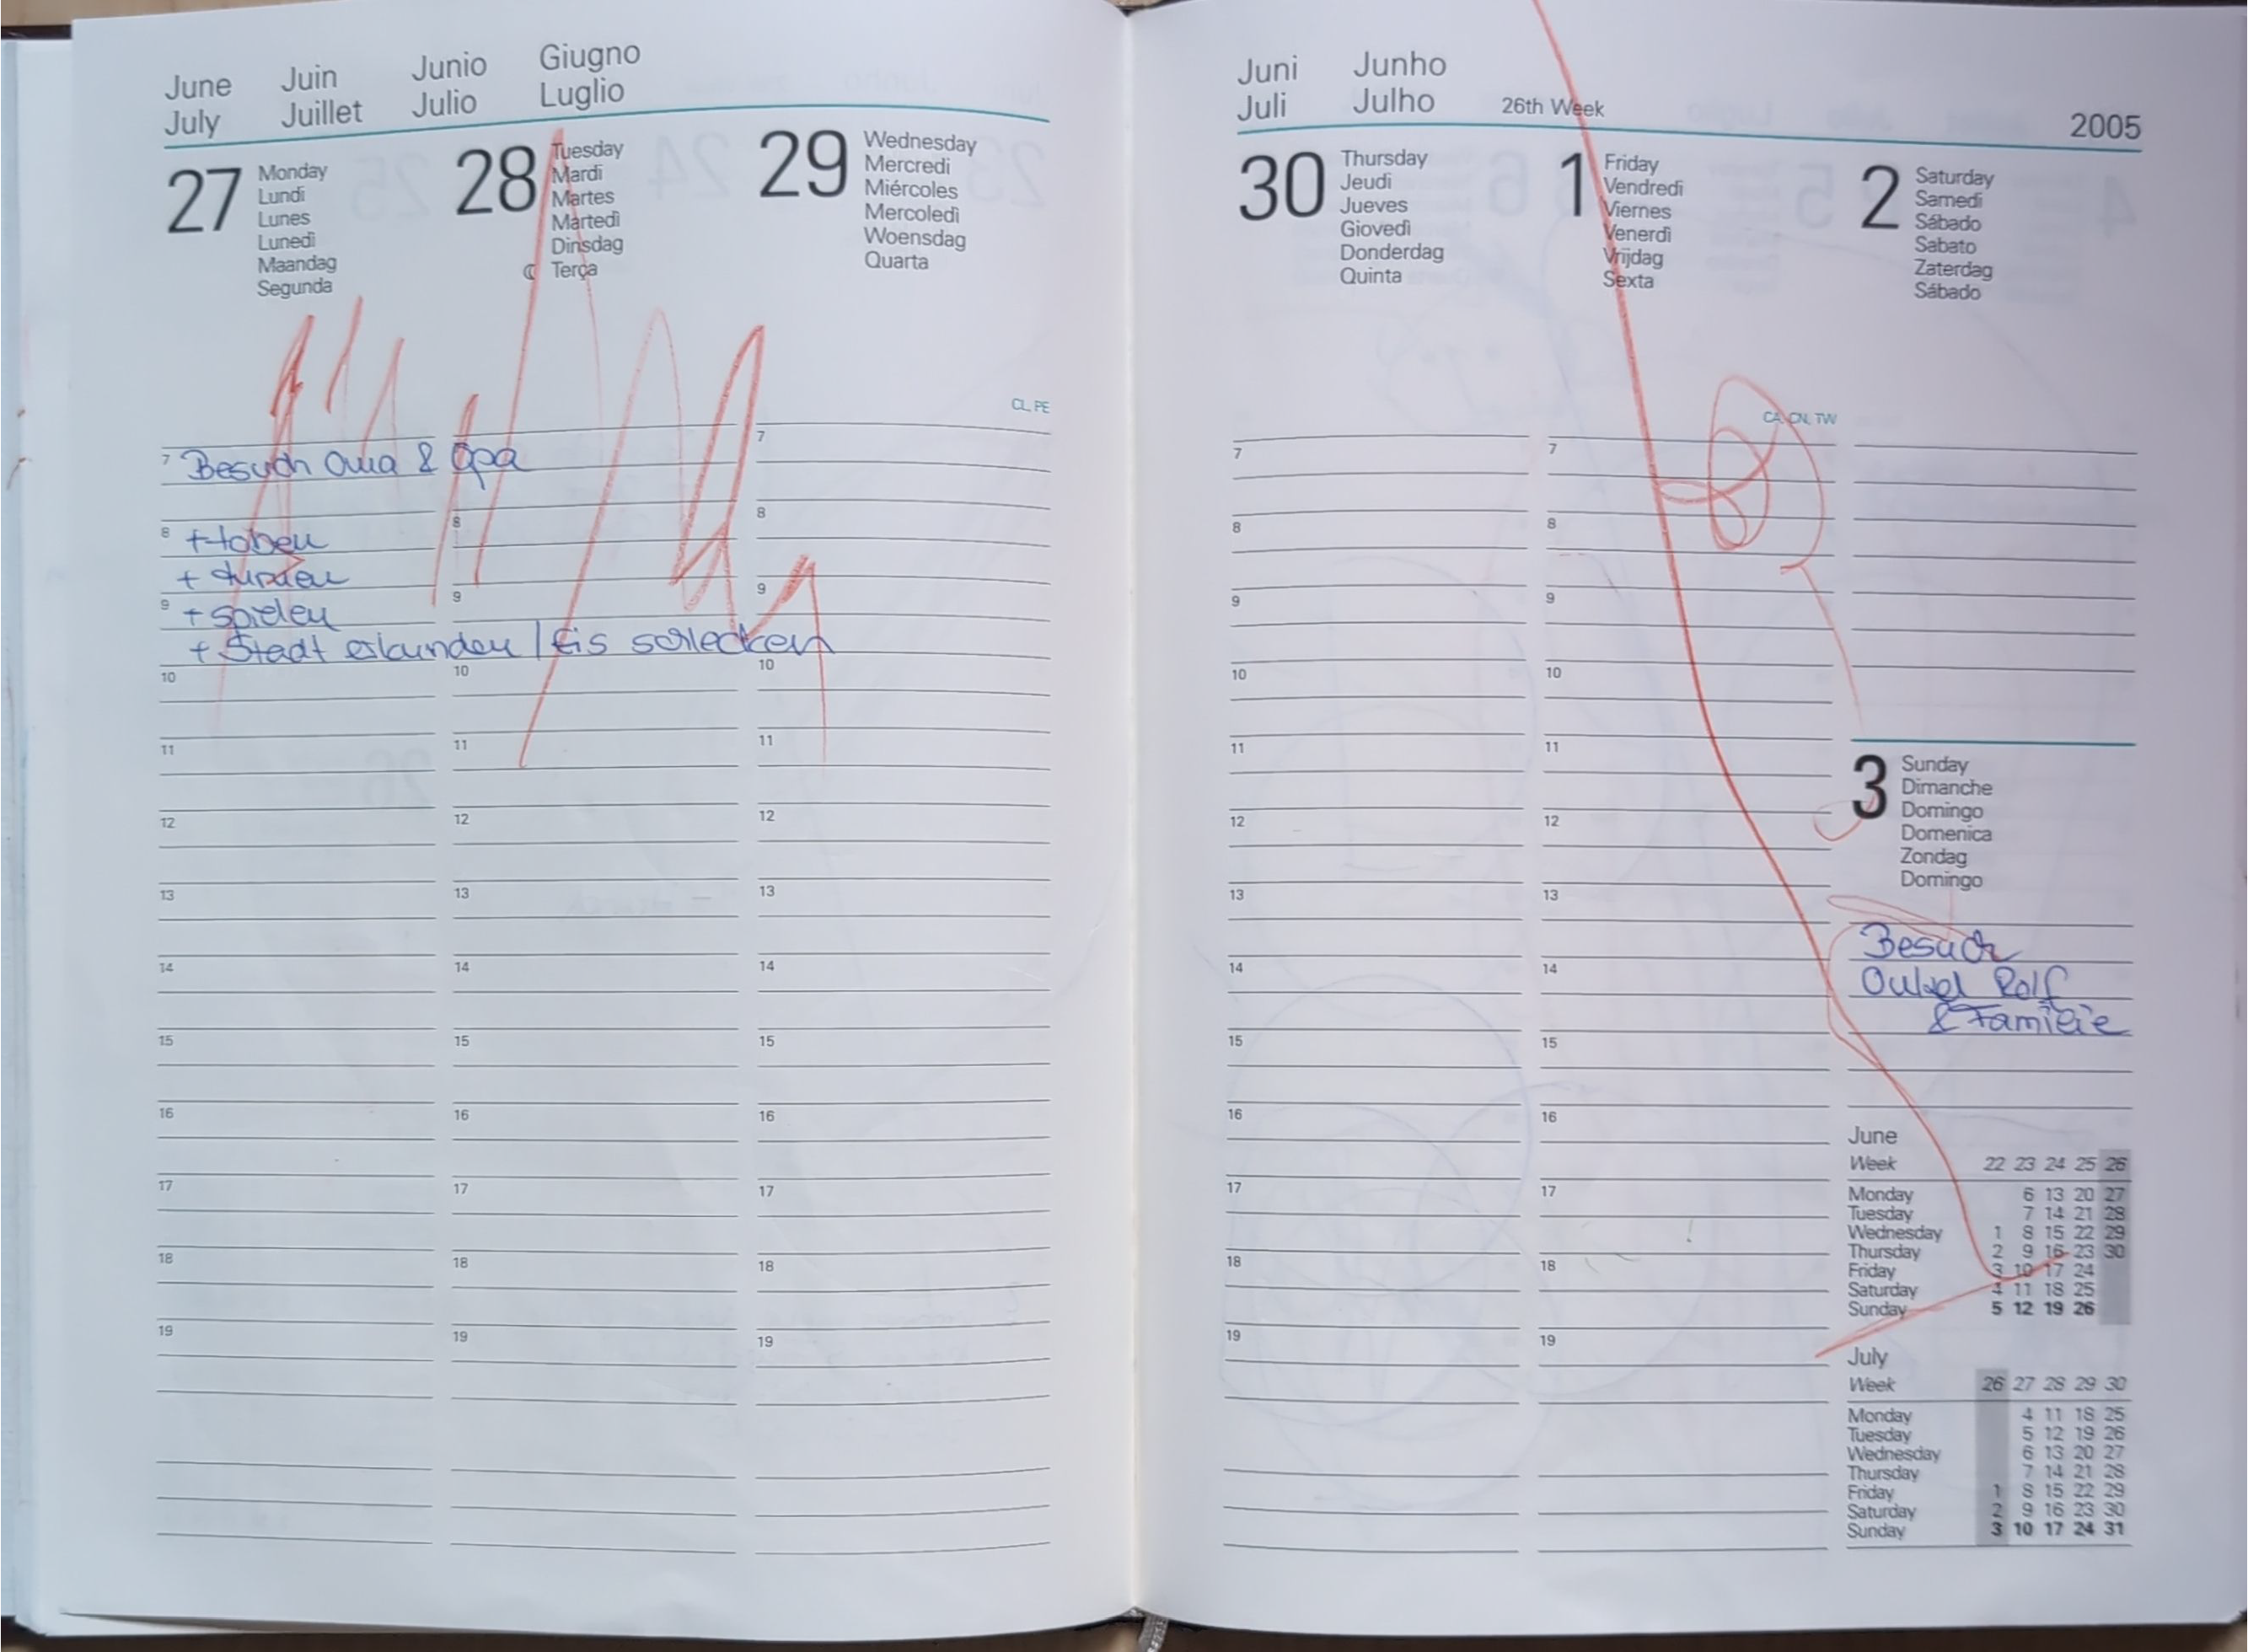 June Juin Junio Giugno
July Juillet Julio Luglio
27 Monday
Lundi
Lunes
Lunedì
Maandag
Segunda
28 Tuesday
Mardi
Martes
Martedì
Dinsdag
Terça
29 Wednesday
Mercredi
Miércoles
Mercoledì
Woensdag
Quarta
CL, PE
7 Besuch Oma & Opa
8 + toben
+ turnen
9 + spielen
+ Stadt erkunden / Eis schlecken
10
11
12
13
14
15
16
17
18
19
8
9
10
11
12
13
14
15
16
17
18
19
7
8
9
10
11
12
13
14
15
16
17
18
19
Juni Junho
Juli Julho 26th Week 2005
30 Thursday
Jeudi
Jueves
Giovedì
Donderdag
Quinta
1 Friday
Vendredi
Viernes
Venerdì
Vrijdag
Sexta
2 Saturday
Samedi
Sábado
Sabato
Zaterdag
Sábado
CA, CN, TW
7
8
9
10
11
12
13
14
15
16
17
18
19
7
8
9
10
11
12
13
14
15
16
17
18
19
3 Sunday
Dimanche
Domingo
Domenica
Zondag
Domingo
Besuch
Onkel Rolf
& Familie
June
Week 22 23 24 25 26
Monday 6 13 20 27
Tuesday 7 14 21 28
Wednesday 1 8 15 22 29
Thursday 2 9 16 23 30
Friday 3 10 17 24
Saturday 4 11 18 25
Sunday 5 12 19 26
July
Week 26 27 28 29 30
Monday 4 11 18 25
Tuesday 5 12 19 26
Wednesday 6 13 20 27
Thursday 7 14 21 28
Friday 1 8 15 22 29
Saturday 2 9 16 23 30
Sunday 3 10 17 24 31